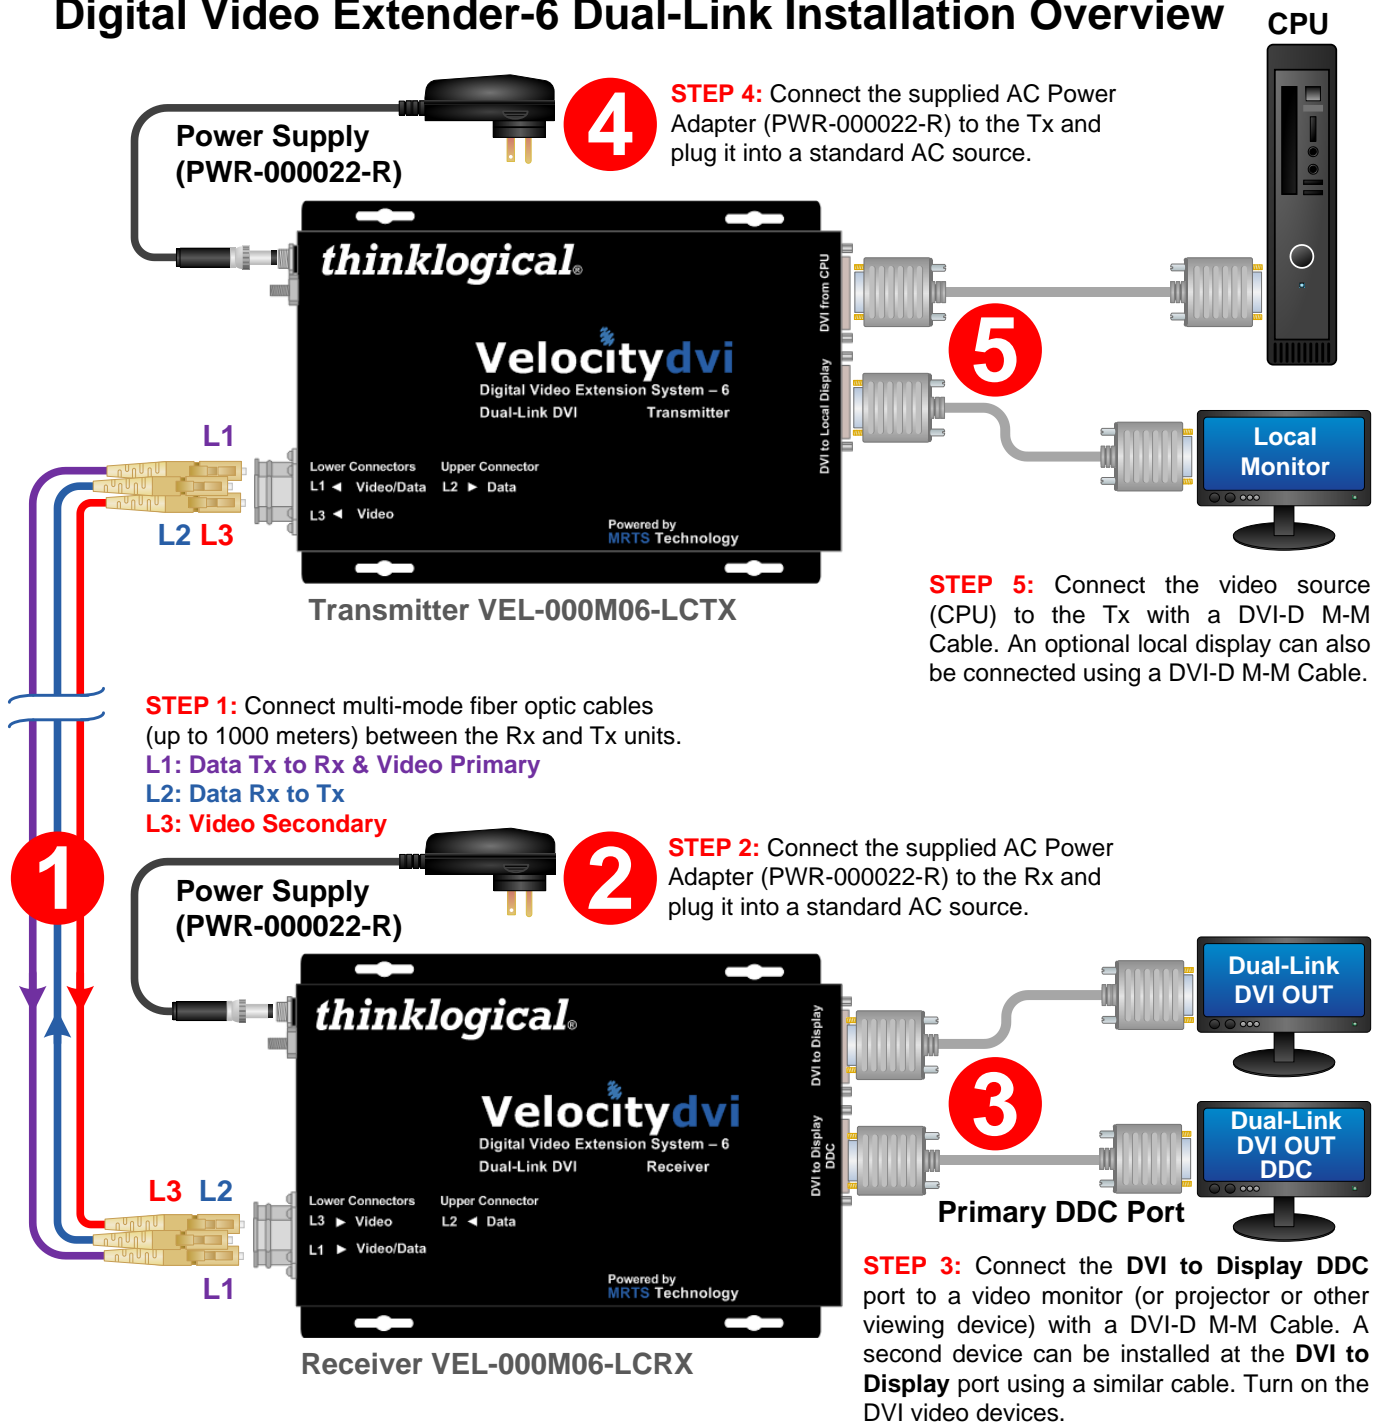 Digital Video Extender-6 Dual-Link Installation Overview
CPU
4
STEP 4: Connect the supplied AC Power
Adapter (PWR-000022-R) to the Tx and
plug it into a standard AC source.
Power Supply
(PWR-000022-R)
thinklogical®
DVI from CPU
DVI to Local Display
Velocitydvi
Digital Video Extension System – 6
Dual-Link DVI Transmitter
Lower Connectors Upper Connector
L1 ◄ Video/Data L2 ► Data
L3 ◄ Video
Powered by
MRTS Technology
L1
L2 L3
5
Local
Monitor
Transmitter VEL-000M06-LCTX
STEP 5: Connect the video source
(CPU) to the Tx with a DVI-D M-M
Cable. An optional local display can also
be connected using a DVI-D M-M Cable.
STEP 1: Connect multi-mode fiber optic cables
(up to 1000 meters) between the Rx and Tx units.
L1: Data Tx to Rx & Video Primary
L2: Data Rx to Tx
L3: Video Secondary
1
2
STEP 2: Connect the supplied AC Power
Adapter (PWR-000022-R) to the Rx and
plug it into a standard AC source.
Power Supply
(PWR-000022-R)
thinklogical®
DVI to Display
DVI to Display
DDC
Velocitydvi
Digital Video Extension System – 6
Dual-Link DVI Receiver
Lower Connectors Upper Connector
L3 ► Video L2 ◄ Data
L1 ► Video/Data
Powered by
MRTS Technology
L3 L2
L1
3
Dual-Link
DVI OUT
Dual-Link
DVI OUT
DDC
Primary DDC Port
Receiver VEL-000M06-LCRX
STEP 3: Connect the DVI to Display DDC
port to a video monitor (or projector or other
viewing device) with a DVI-D M-M Cable. A
second device can be installed at the DVI to
Display port using a similar cable. Turn on the
DVI video devices.